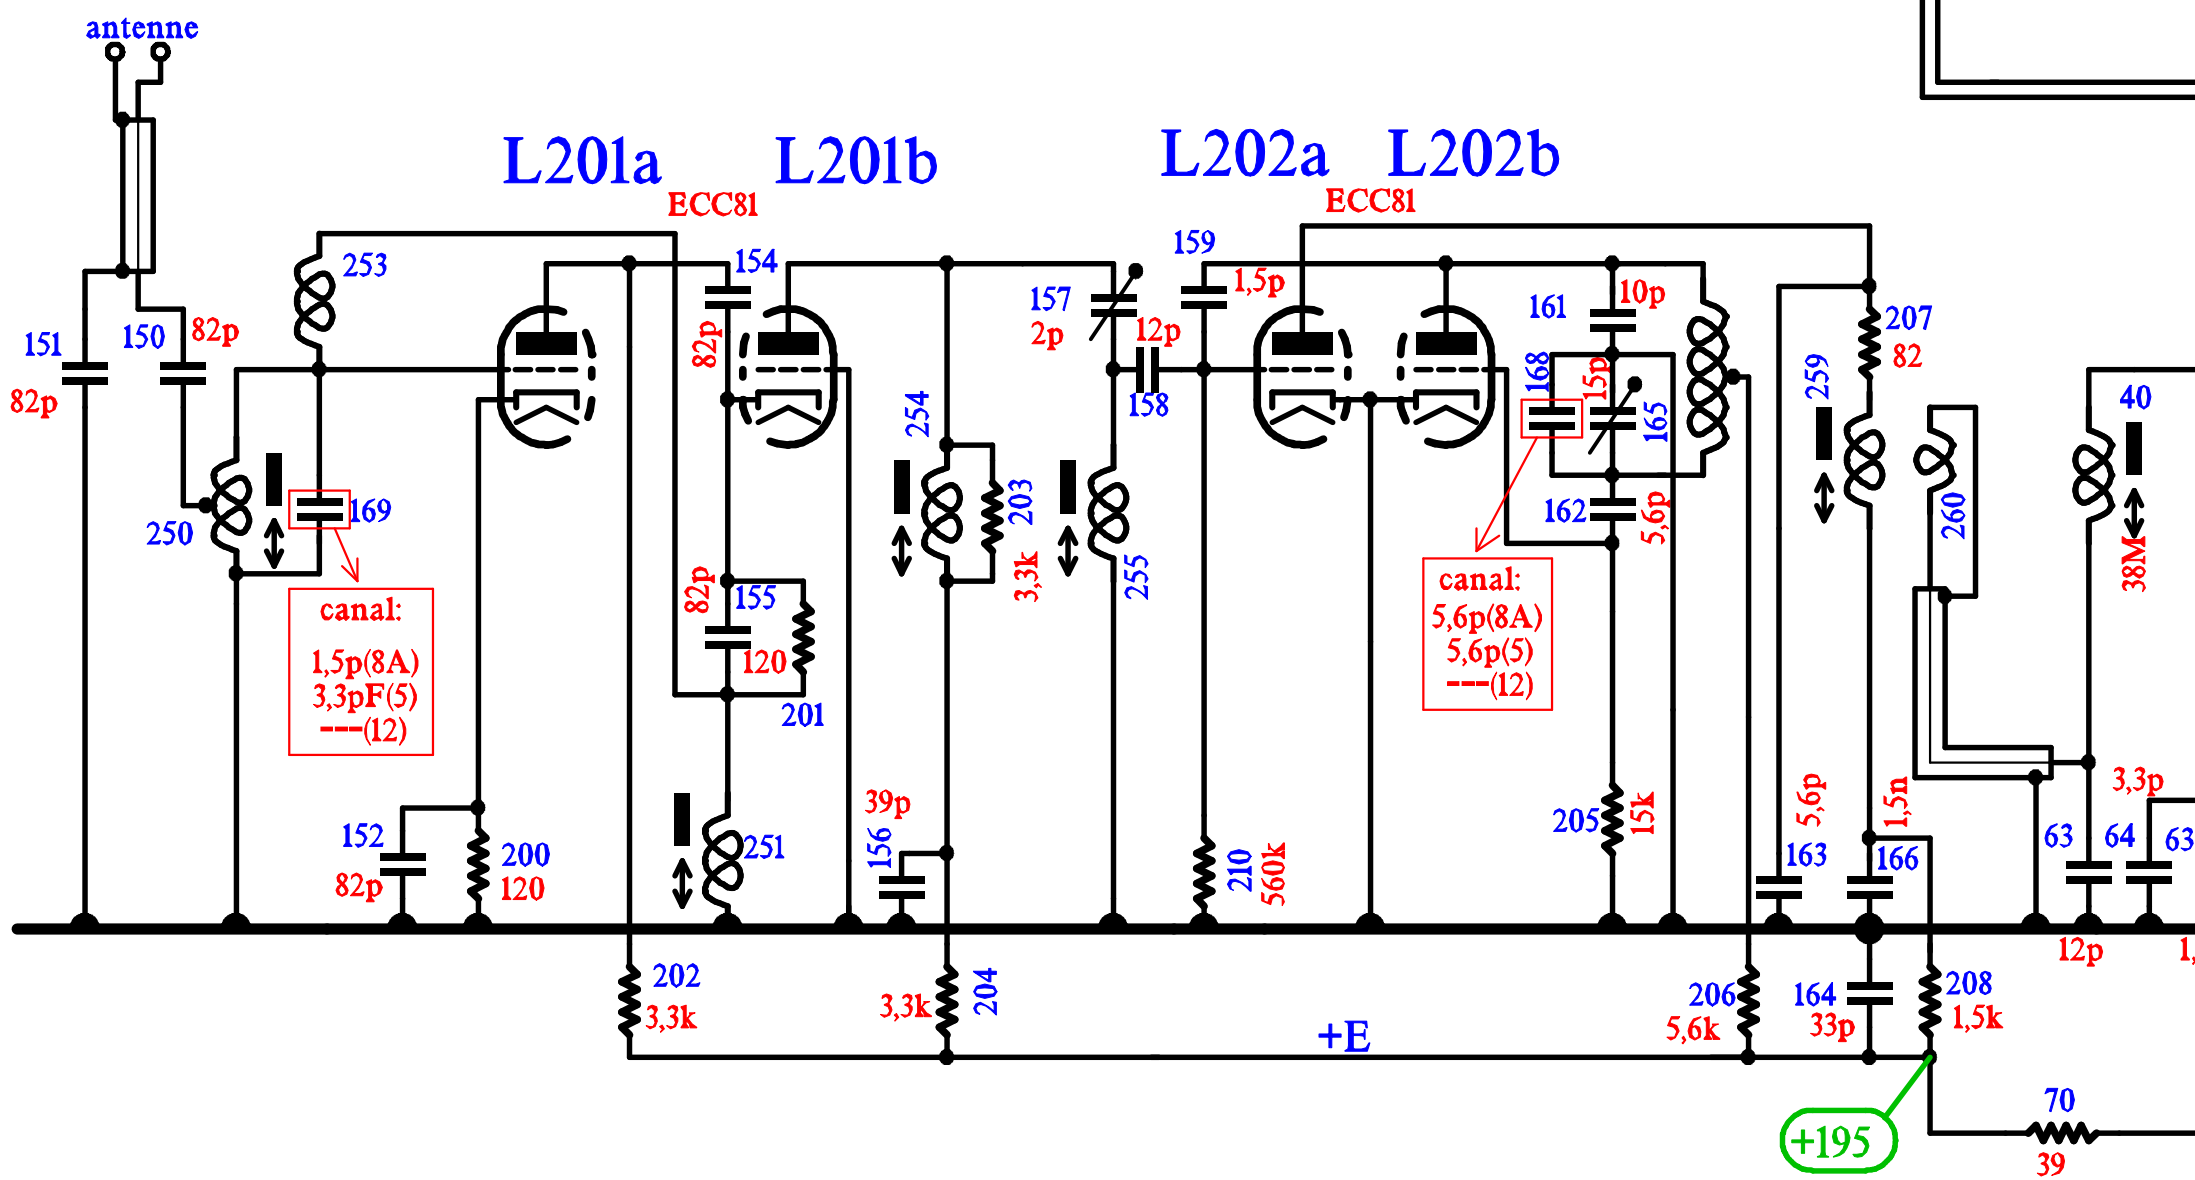 antenne
L201a
L201b
ECC81
L202a
L202b
ECC81
253
154
82p
159
1,5p
157
2p
12p
158
161
10p
207
82
151
82p
150
82p
168
15p
165
259
40
254
250
169
203
3,3k
255
162
5,6p
260
38M
canal:
1,5p(8A)
3,3pF(5)
---(12)
82p
155
120
201
canal:
5,6p(8A)
5,6p(5)
---(12)
152
82p
200
120
251
39p
156
210
560k
205
15k
5,6p
163
1,5n
166
3,3p
63
64
63
12p
1,
202
3,3k
3,3k
204
+E
206
5,6k
164
33p
208
1,5k
+195
70
39